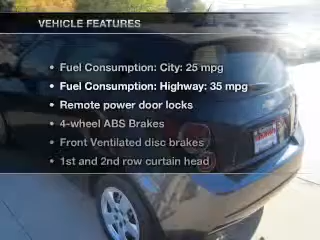 VEHICLE FEATURES
• Fuel Consumption: City: 25 mpg
• Fuel Consumption: Highway: 35 mpg
• Remote power door locks
• 4-wheel ABS Brakes
• Front Ventilated disc brakes
• 1st and 2nd row curtain head